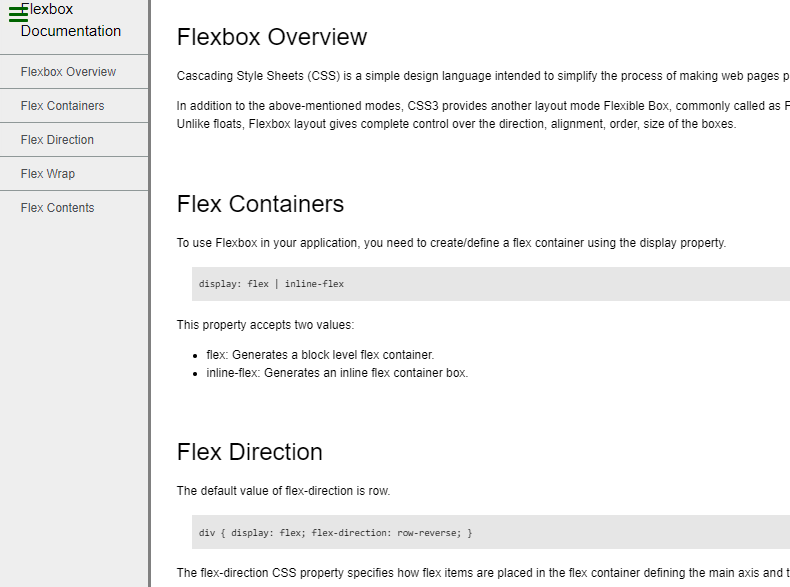 Flexbox
Documentation
Flexbox Overview
Flex Containers
Flex Direction
Flex Wrap
Flex Contents
Flexbox Overview
Cascading Style Sheets (CSS) is a simple design language intended to simplify the process of making web pages p
In addition to the above-mentioned modes, CSS3 provides another layout mode Flexible Box, commonly called as F
Unlike floats, Flexbox layout gives complete control over the direction, alignment, order, size of the boxes.
Flex Containers
To use Flexbox in your application, you need to create/define a flex container using the display property.
display: flex | inline-flex
This property accepts two values:
• flex: Generates a block level flex container.
• inline-flex: Generates an inline flex container box.
Flex Direction
The default value of flex-direction is row.
div { display: flex; flex-direction: row-reverse; }
The flex-direction CSS property specifies how flex items are placed in the flex container defining the main axis and t